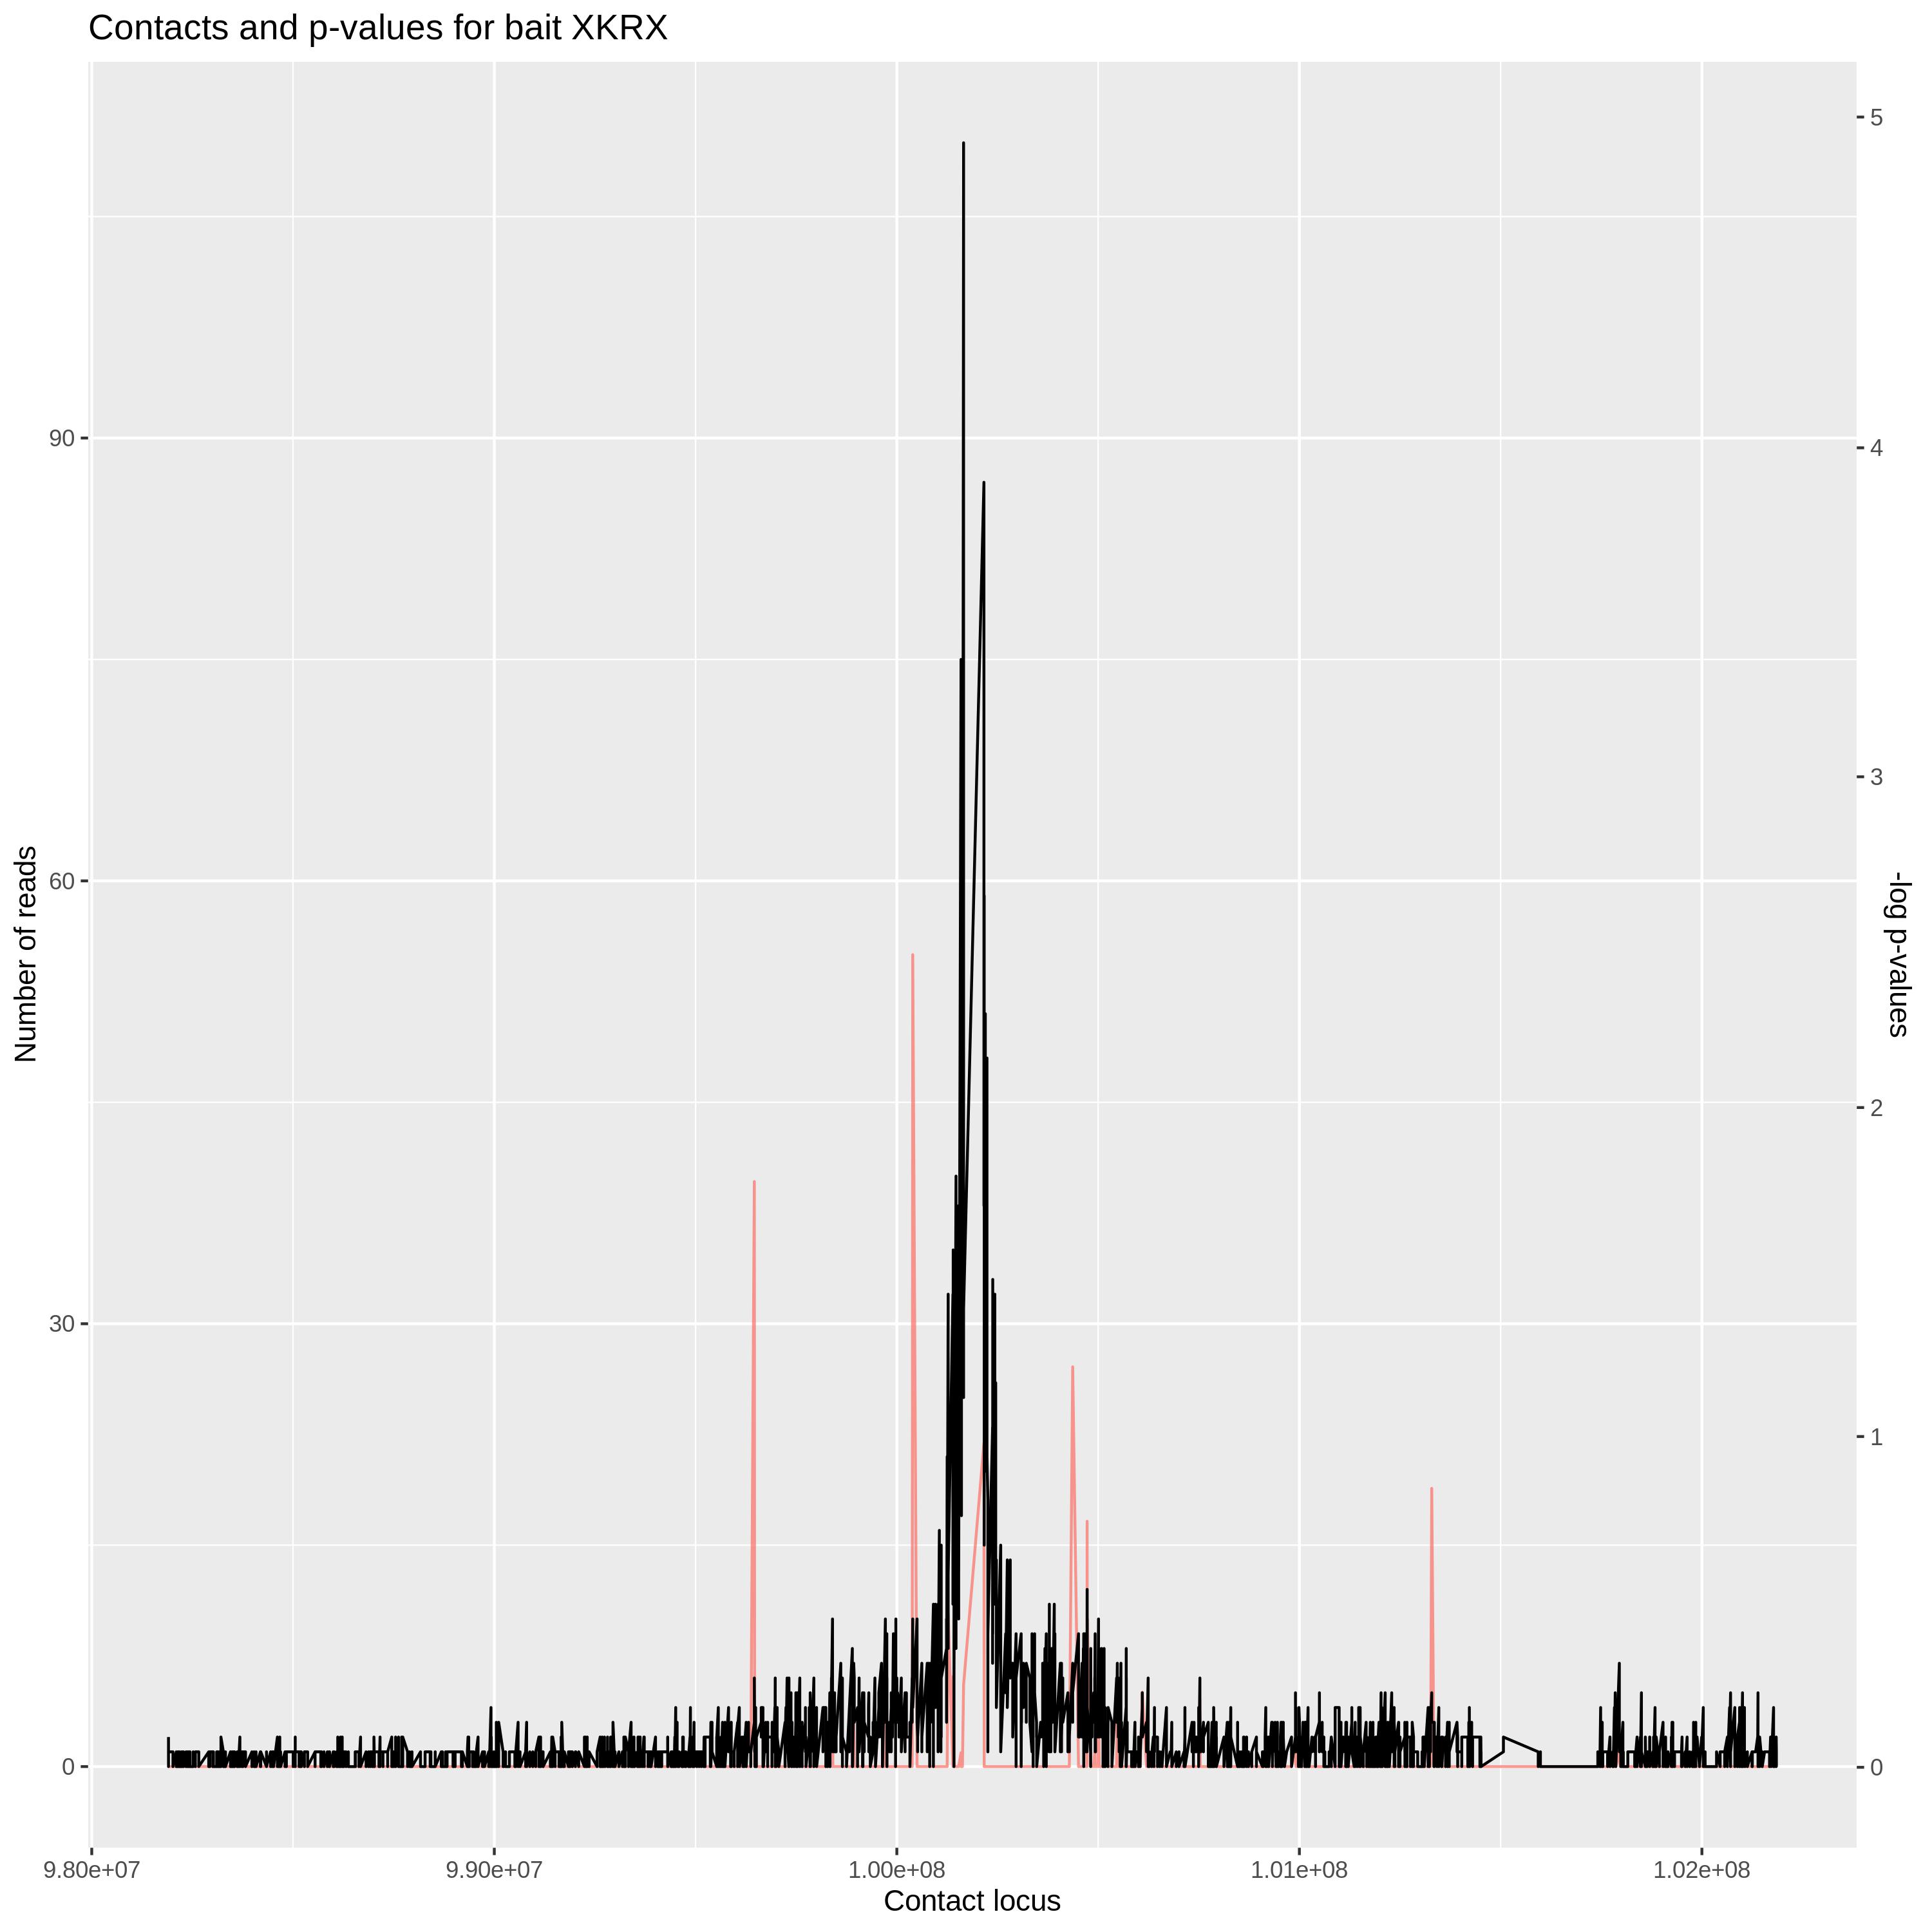 Contacts and p-values for bait XKRX
Number of reads
90
60
30
0
5
4
3
2
1
0
-log p-values
9.80e+07 9.90e+07 1.00e+08 1.01e+08 1.02e+08
Contact locus